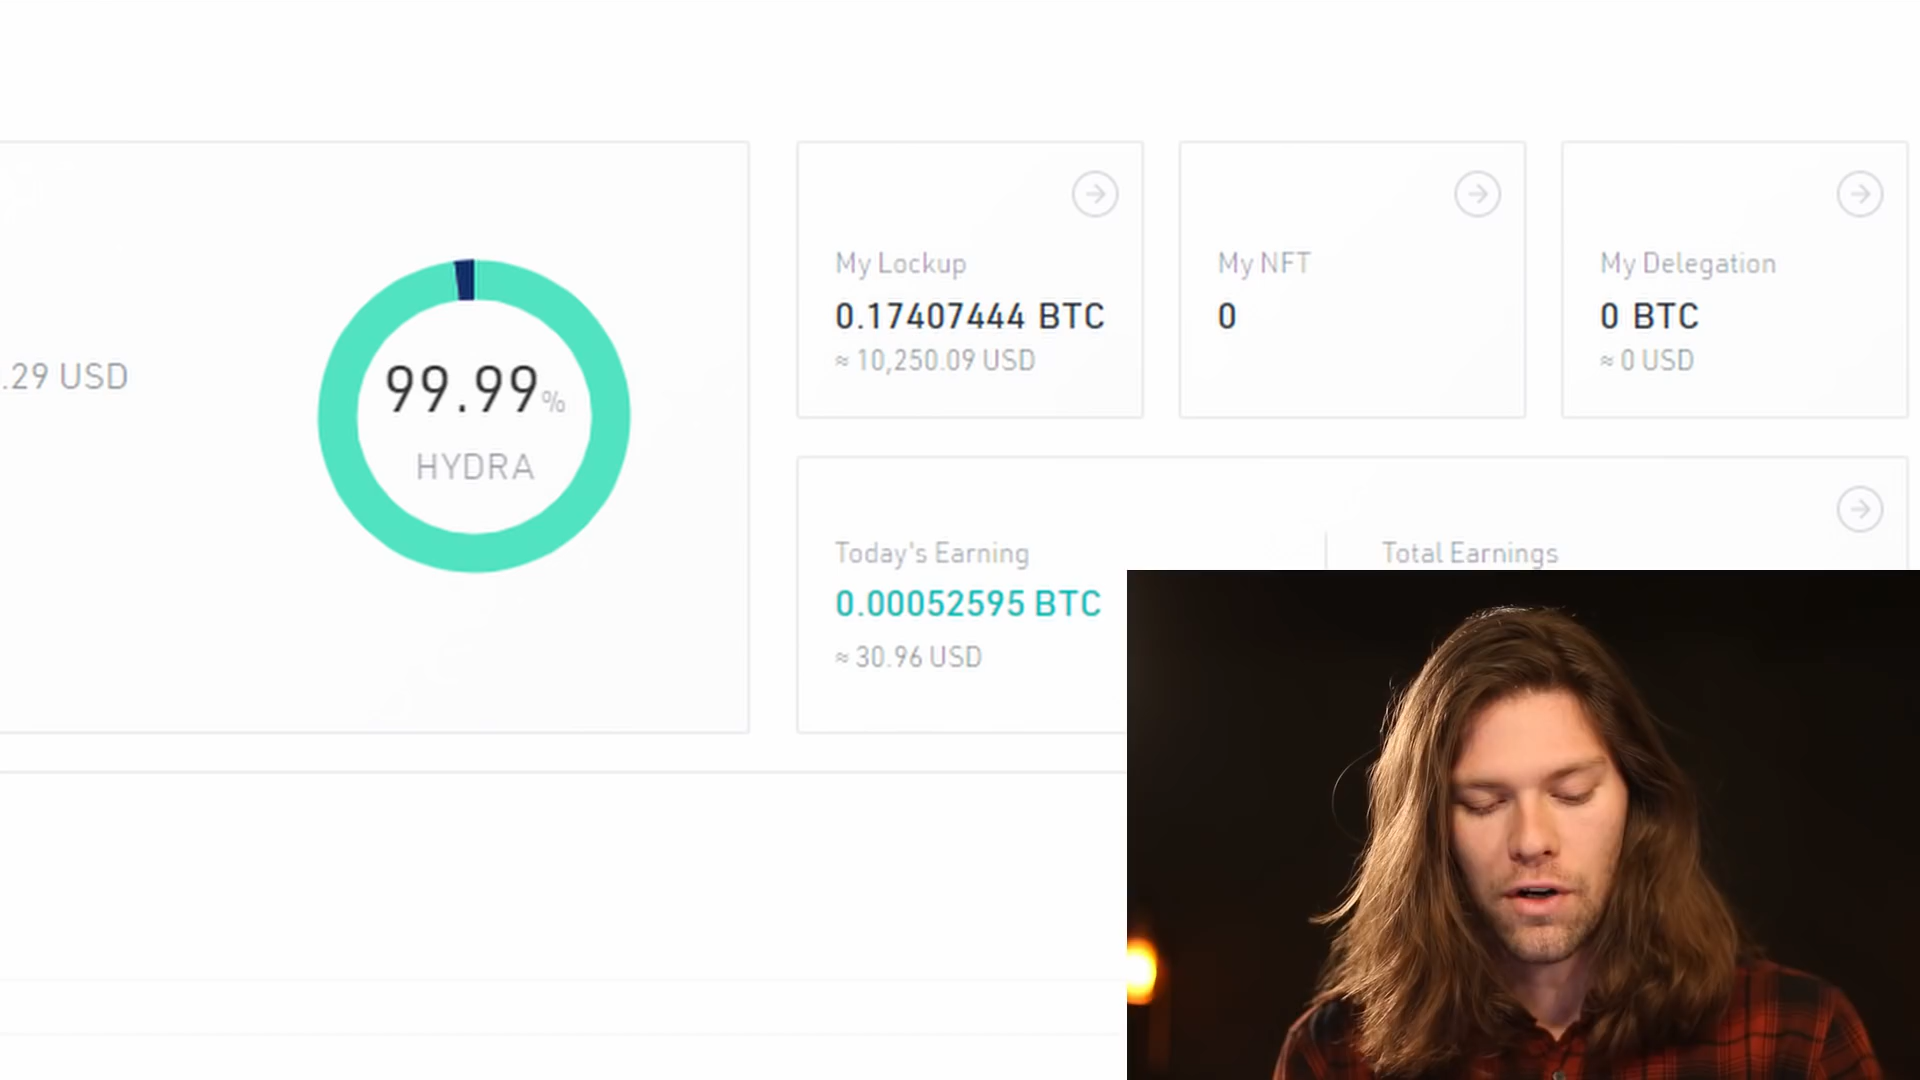 .29 USD
99.99%
HYDRA
My Lockup
0.17407444 BTC
≈ 10,250.09 USD
My NFT
0
My Delegation
0 BTC
≈ 0 USD
Today's Earning
0.00052595 BTC
≈ 30.96 USD
Total Earnings